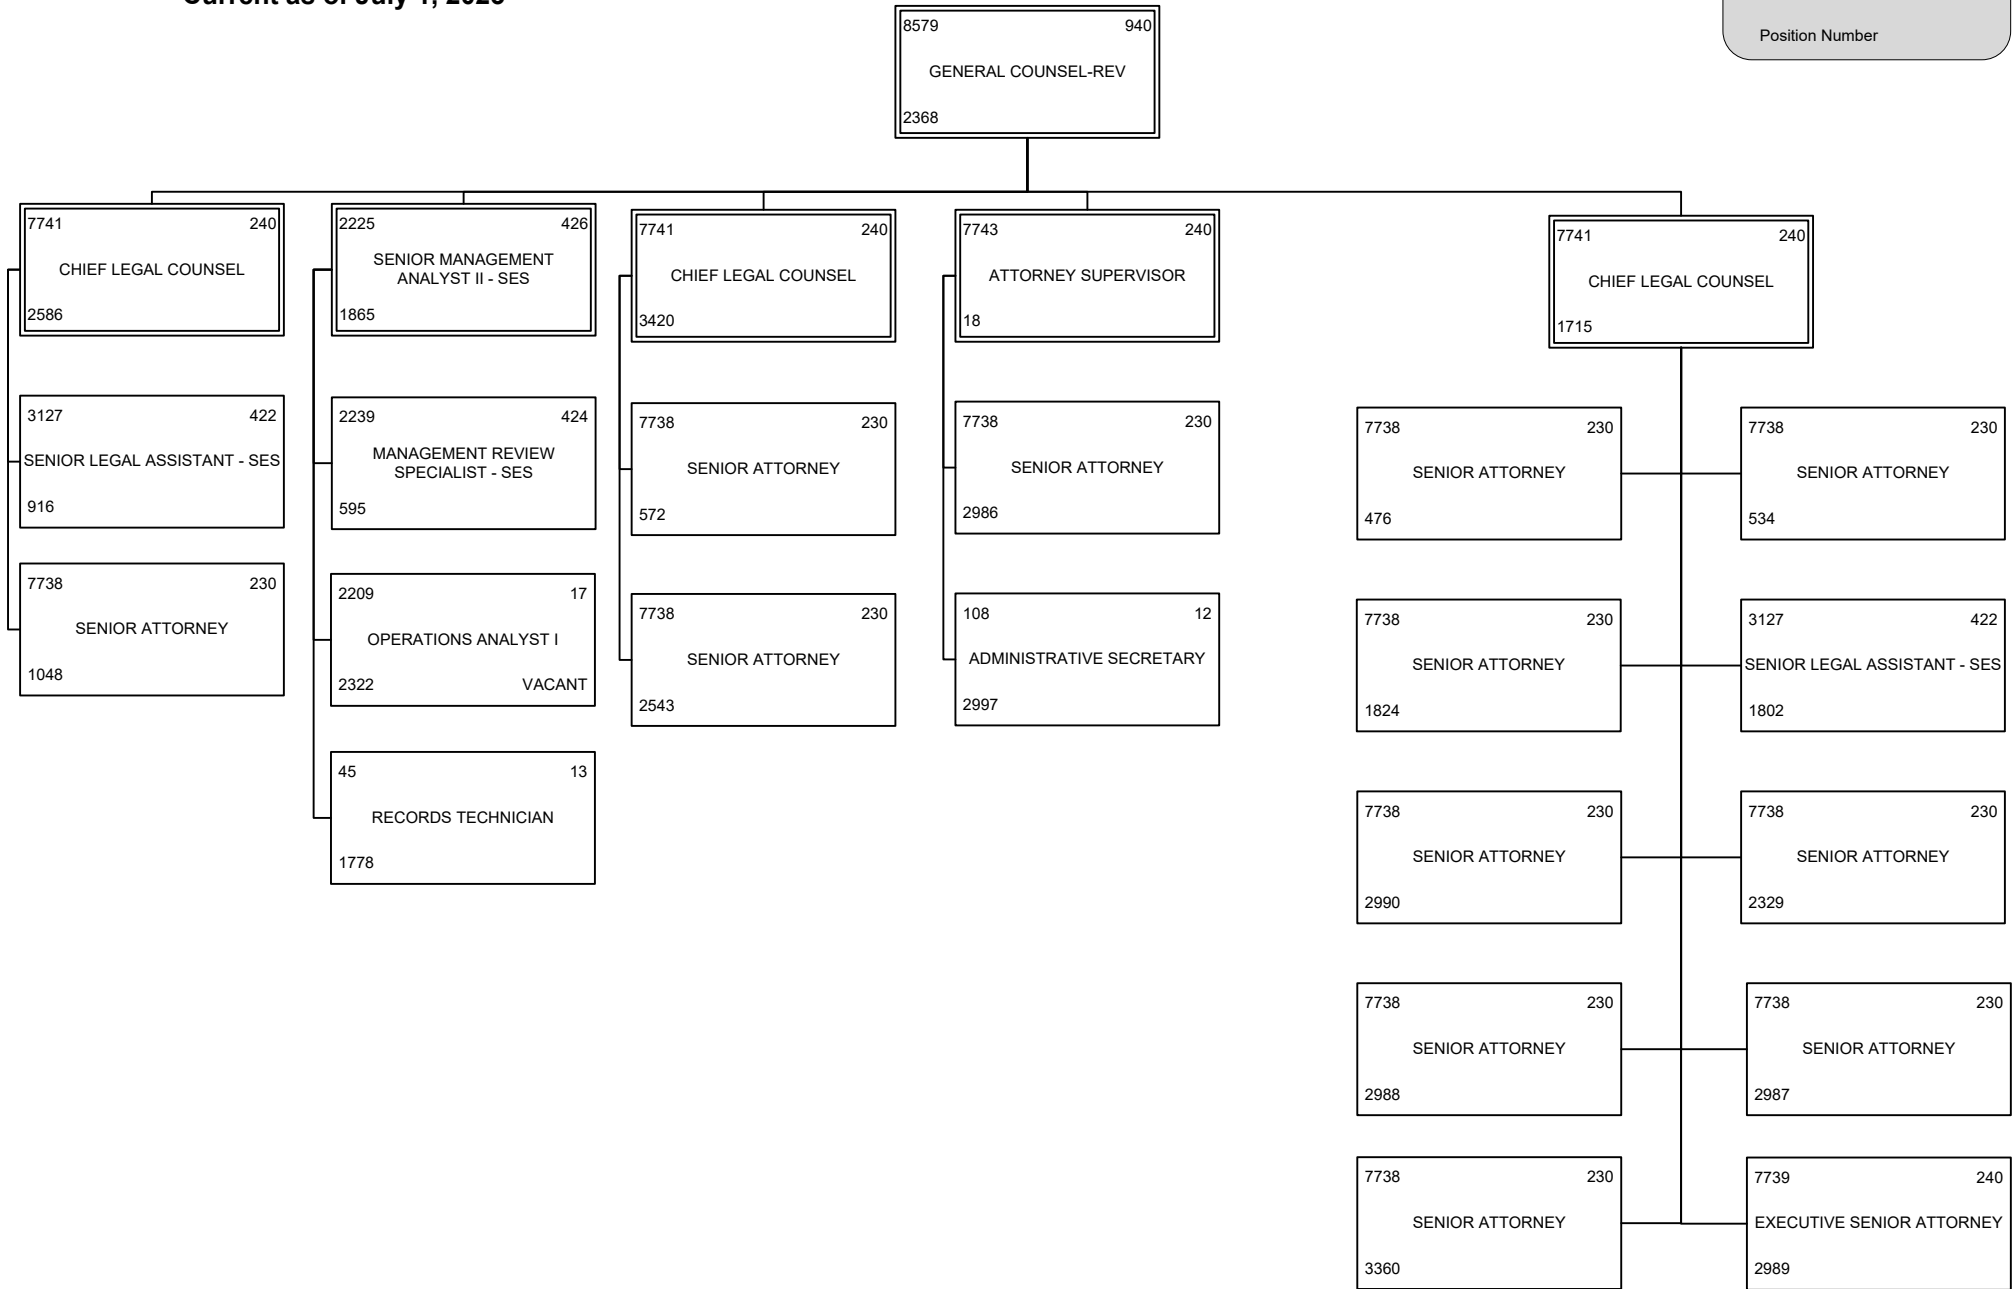 Current as of July 1,
Position Number
8579 940
GENERAL COUNSEL-REV
2368
7741 240
CHIEF LEGAL COUNSEL
2586
3127 422
SENIOR LEGAL ASSISTANT - SES
916
7738 230
SENIOR ATTORNEY
1048
2225 426
SENIOR MANAGEMENT
ANALYST II - SES
1865
2239 424
MANAGEMENT REVIEW
SPECIALIST - SES
595
2209 17
OPERATIONS ANALYST I
2322 VACANT
45 13
RECORDS TECHNICIAN
1778
7741 240
CHIEF LEGAL COUNSEL
3420
7738 230
SENIOR ATTORNEY
572
7738 230
SENIOR ATTORNEY
2543
7743 240
ATTORNEY SUPERVISOR
18
7738 230
SENIOR ATTORNEY
2986
108 12
ADMINISTRATIVE SECRETARY
2997
7741 240
CHIEF LEGAL COUNSEL
1715
7738 230
SENIOR ATTORNEY
476
7738 230
SENIOR ATTORNEY
534
7738 230
SENIOR ATTORNEY
1824
3127 422
SENIOR LEGAL ASSISTANT - SES
1802
7738 230
SENIOR ATTORNEY
2990
7738 230
SENIOR ATTORNEY
2329
7738 230
SENIOR ATTORNEY
2988
7738 230
SENIOR ATTORNEY
2987
7738 230
SENIOR ATTORNEY
3360
7739 240
EXECUTIVE SENIOR ATTORNEY
2989